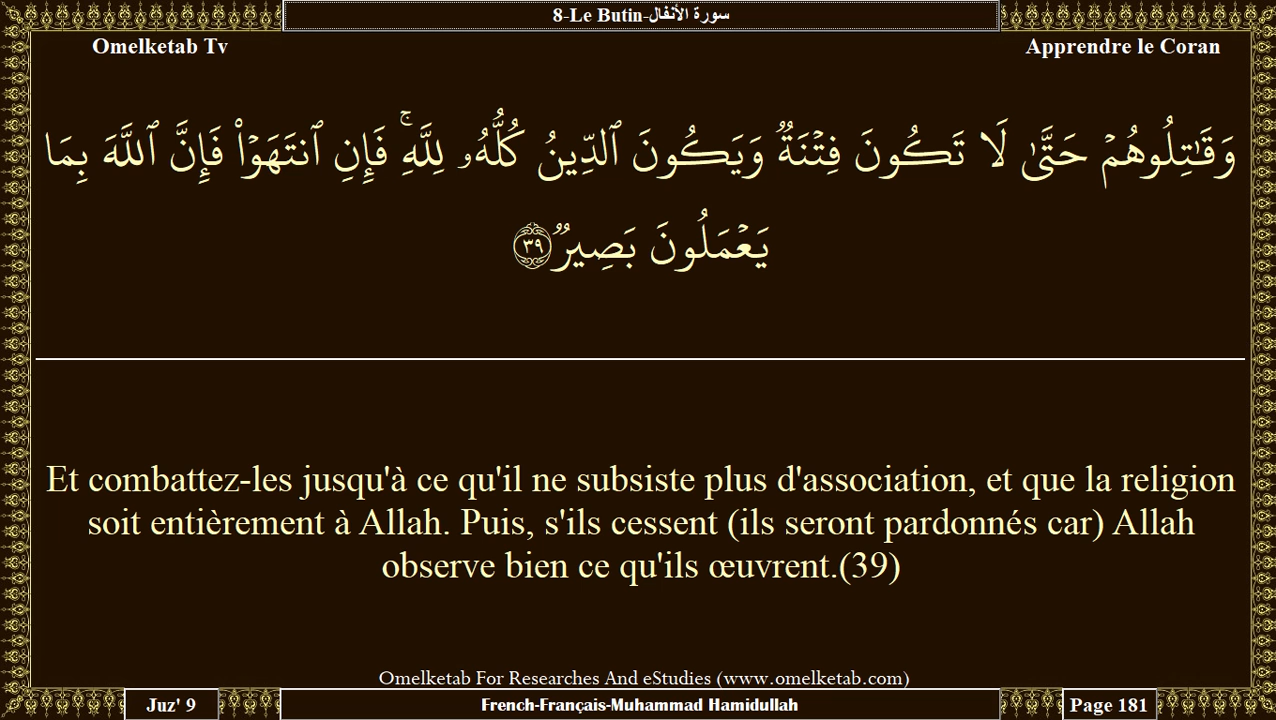 8-Le Butin-سورة الأنفال
Omelketab Tv
Apprendre le Coran
وَقَٰتِلُوهُمۡ حَتَّىٰ لَا تَكُونَ فِتۡنَةٞ وَيَكُونَ ٱلدِّينُ كُلُّهُۥ لِلَّهِۚ فَإِنِ ٱنتَهَوۡاْ فَإِنَّ ٱللَّهَ بِمَا
يَعۡمَلُونَ بَصِيرٞ ٣٩
Et combattez-les jusqu'à ce qu'il ne subsiste plus d'association, et que la religion
soit entièrement à Allah. Puis, s'ils cessent (ils seront pardonnés car) Allah
observe bien ce qu'ils œuvrent.(39)
Omelketab For Researches And eStudies (www.omelketab.com)
Juz' 9
French-Français-Muhammad Hamidullah
Page 181